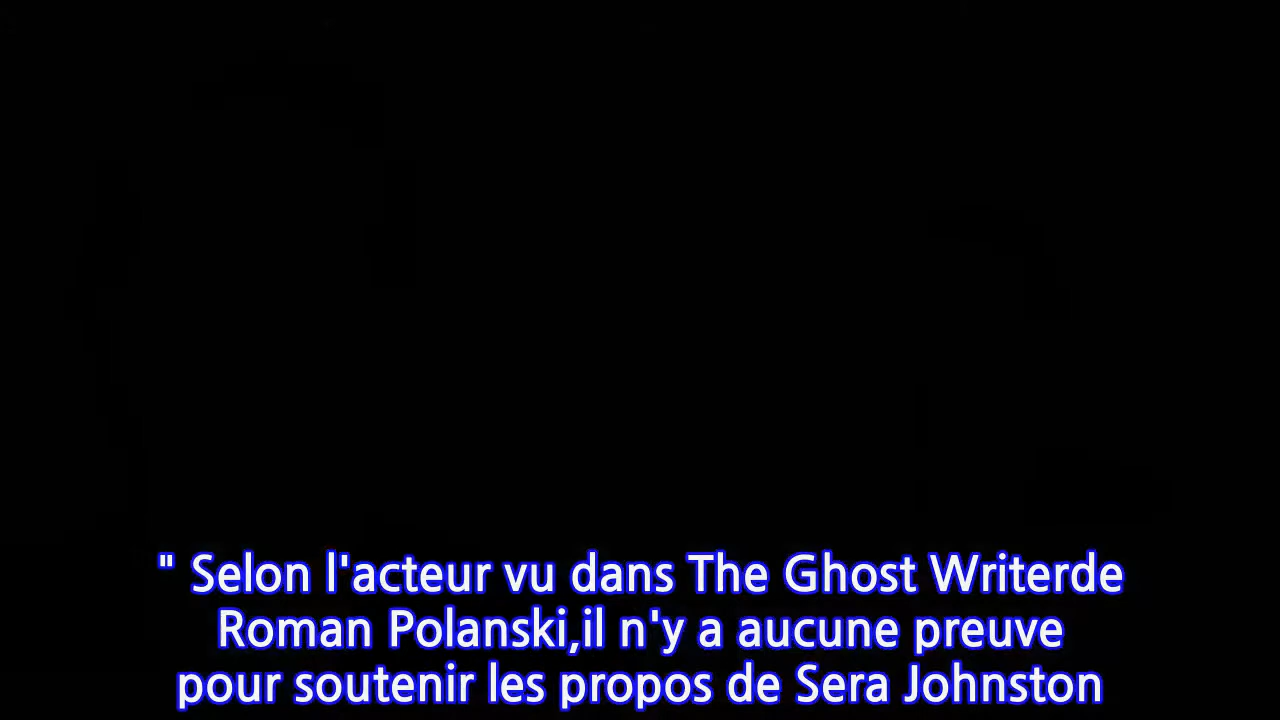 " Selon l'acteur vu dans The Ghost Writerde
Roman Polanski,il n'y a aucune preuve
pour soutenir les propos de Sera Johnston